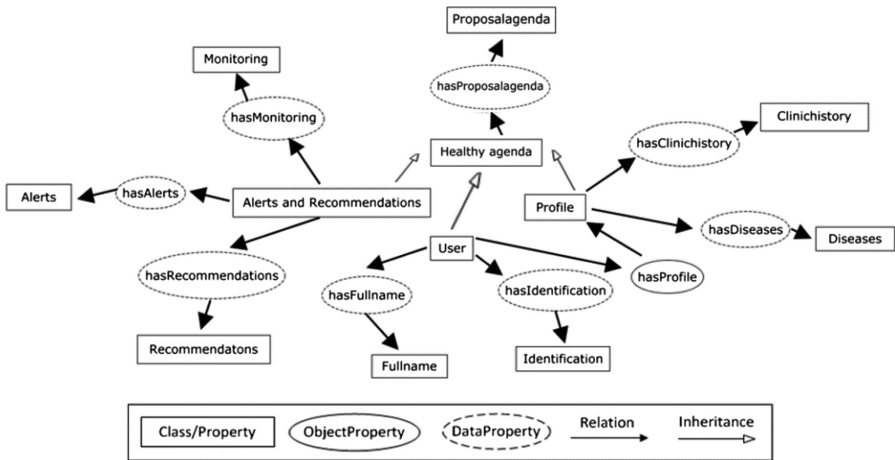 Proposalagenda
Monitoring
hasProposalagenda
hasMonitoring
Clinichistory
hasClinichistory
Healthy agenda
Alerts
hasAlerts
Alerts and Recommendations
Profile
hasDiseases
Diseases
User
hasRecommendations
hasProfile
hasFullname
hasIdentification
Recommendatons
Fullname
Identification
Class/Property
ObjectProperty
DataProperty
Relation
Inheritance